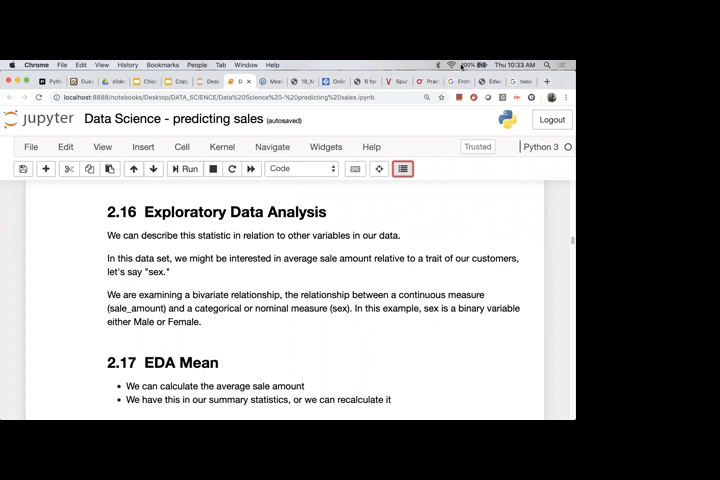 Chrome File Edit View History Bookmarks People Tab Window Help 100% Thu 10:33 AM
localhost:8888/notebooks/Desktop/DATA_SCIENCE/Data%20Science%20-%20predicting%20sales.ipynb
jupyter Data Science - predicting sales (autosaved) Logout
File Edit View Insert Cell Kernel Navigate Widgets Help Trusted Python 3
Run Code
2.16 Exploratory Data Analysis
We can describe this statistic in relation to other variables in our data.
In this data set, we might be interested in average sale amount relative to a trait of our customers,
let's say "sex."
We are examining a bivariate relationship, the relationship between a continuous measure
(sale_amount) and a categorical or nominal measure (sex). In this example, sex is a binary variable
either Male or Female.
2.17 EDA Mean
• We can calculate the average sale amount
• We have this in our summary statistics, or we can recalculate it